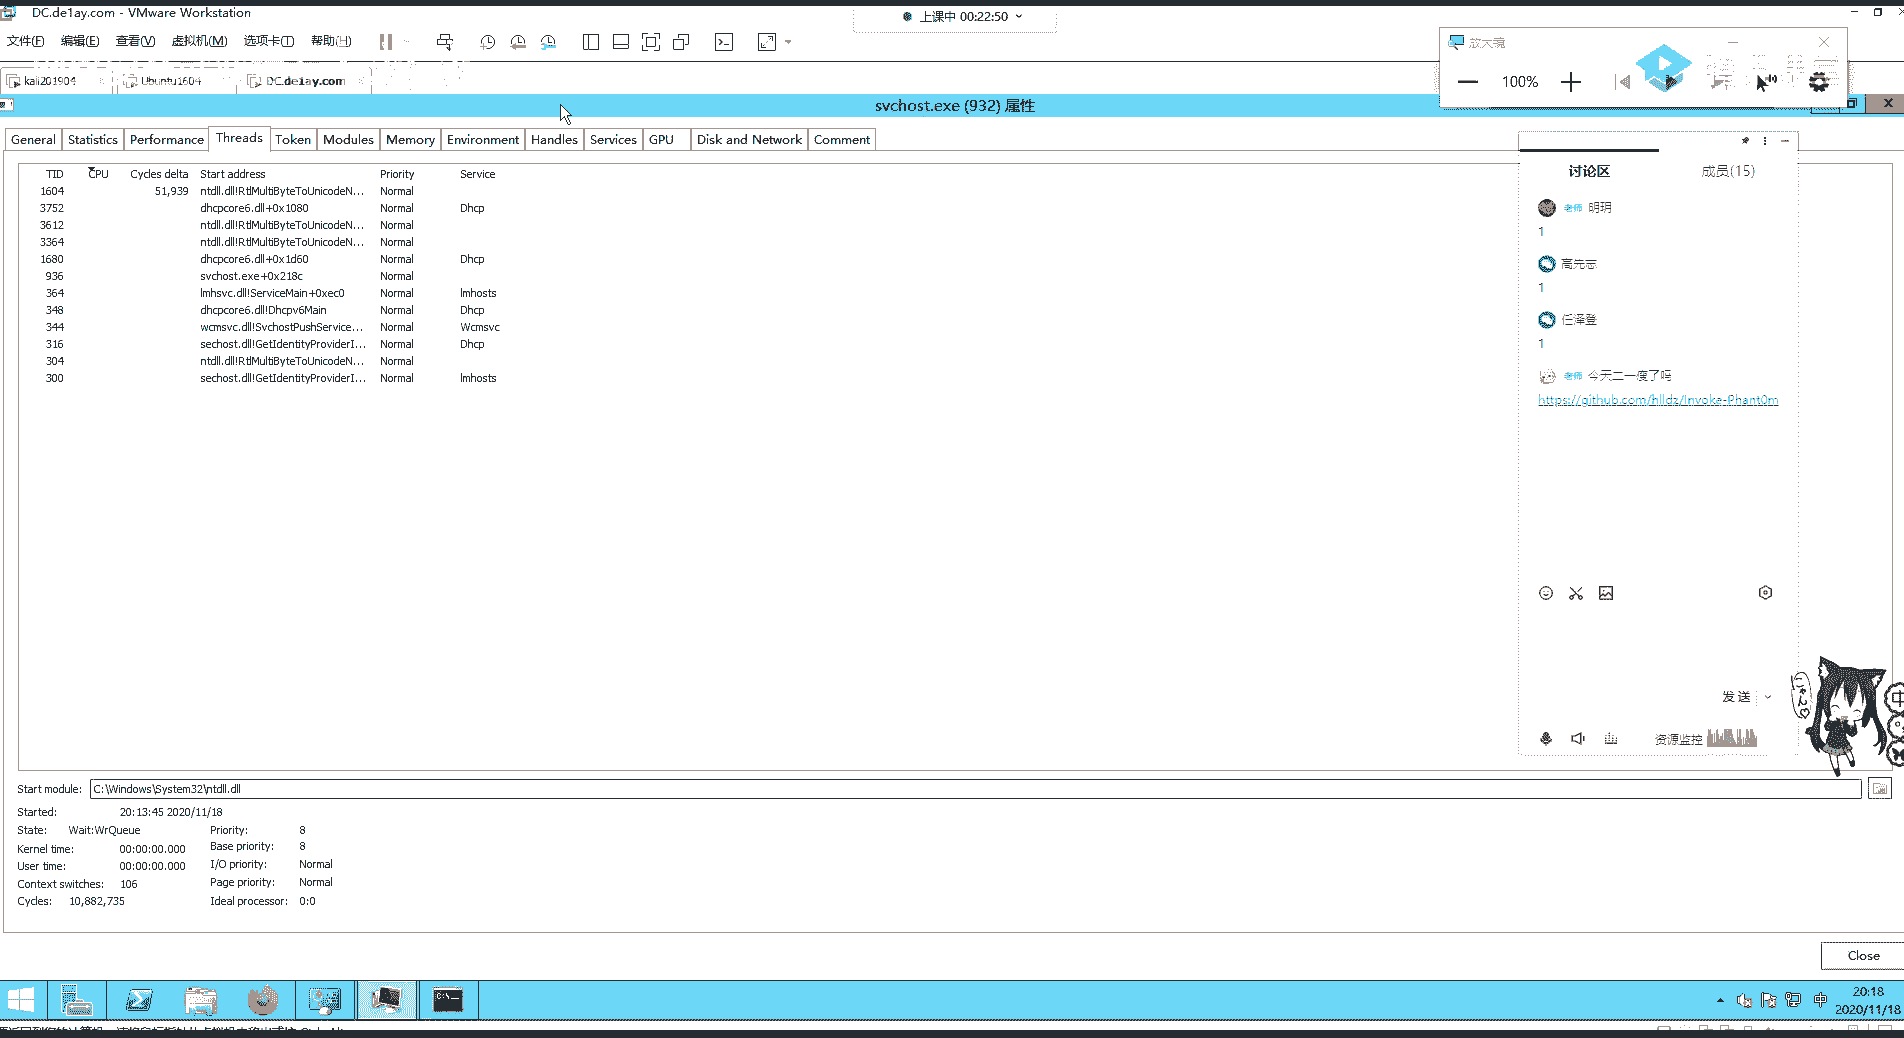 DC.de1ay.com - VMware Workstation
上课中 00:22:50
文件(F) 编辑(E) 查看(V) 虚拟机(M) 选项卡(T) 帮助(H)
放大镜
100%
kali201904 Ubuntu1604 DC.de1ay.com
svchost.exe (932) 属性
General Statistics Performance Threads Token Modules Memory Environment Handles Services GPU Disk and Network Comment
TID CPU Cycles delta Start address Priority Service
1604 51,939 ntdll.dll!RtlMultiByteToUnicodeN... Normal
3752 dhcpcore6.dll+0x1080 Normal Dhcp
3612 ntdll.dll!RtlMultiByteToUnicodeN... Normal
3364 ntdll.dll!RtlMultiByteToUnicodeN... Normal
1680 dhcpcore6.dll+0x1d60 Normal Dhcp
936 svchost.exe+0x218c Normal
364 lmhsvc.dll!ServiceMain+0xec0 Normal lmhosts
348 dhcpcore6.dll!Dhcpv6Main Normal Dhcp
344 wcmsvc.dll!SvchostPushService... Normal Wcmsvc
316 sechost.dll!GetIdentityProviderI... Normal Dhcp
304 ntdll.dll!RtlMultiByteToUnicodeN... Normal
300 sechost.dll!GetIdentityProviderI... Normal lmhosts
讨论区 成员(15)
老师 明玥
1
高先志
1
任泽登
1
老师 今天二一度了吗
https://github.com/hlldz/Invoke-Phant0m
发送
资源监控
Start module: C:\Windows\System32\ntdll.dll
Started: 20:13:45 2020/11/18
State: Wait:WrQueue Priority: 8
Kernel time: 00:00:00.000 Base priority: 8
User time: 00:00:00.000 I/O priority: Normal
Context switches: 106 Page priority: Normal
Cycles: 10,882,735 Ideal processor: 0:0
Close
中
20:18
2020/11/18